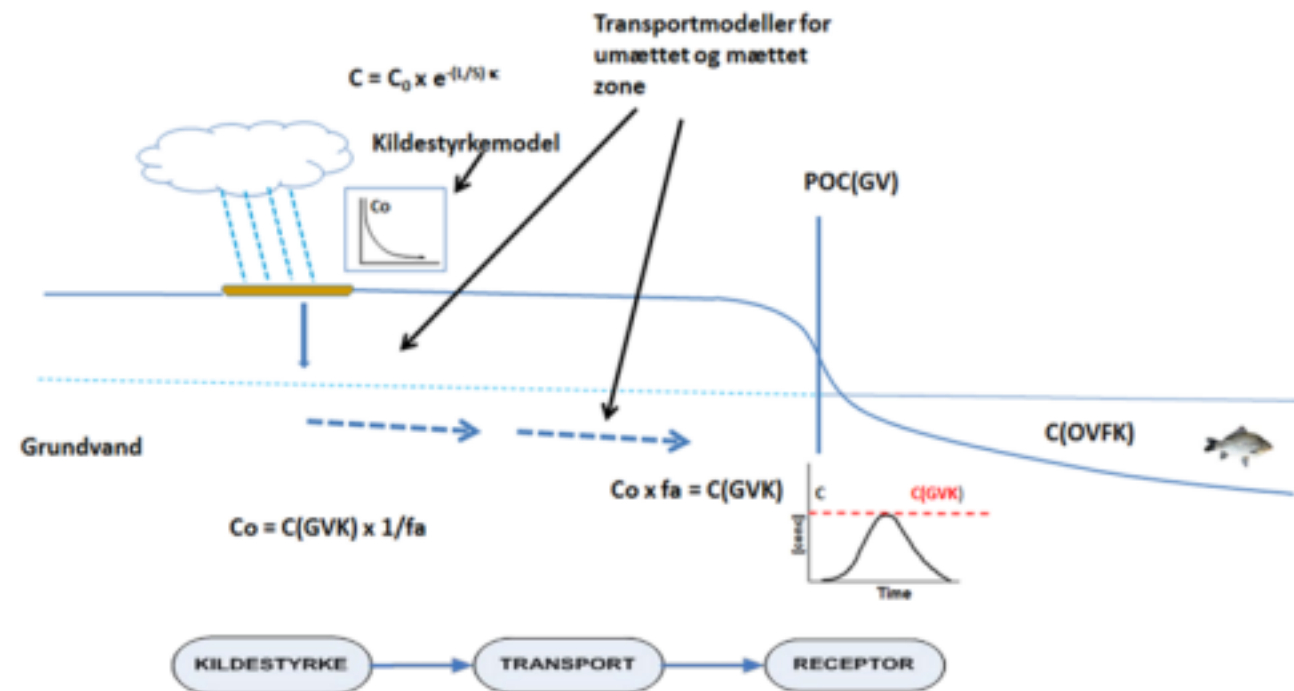 Transportmodeller for
umættet og mættet
zone
C = C₀ x e⁻⁽ᴸ/ˢ⁾ ᵏ
Kildestyrkemodel
Co
POC(GV)
Grundvand
C(OVFK)
Co x fa = C(GVK)
C
C(GVK)
Co = C(GVK) x 1/fa
[conc]
Time
KILDESTYRKE
TRANSPORT
RECEPTOR